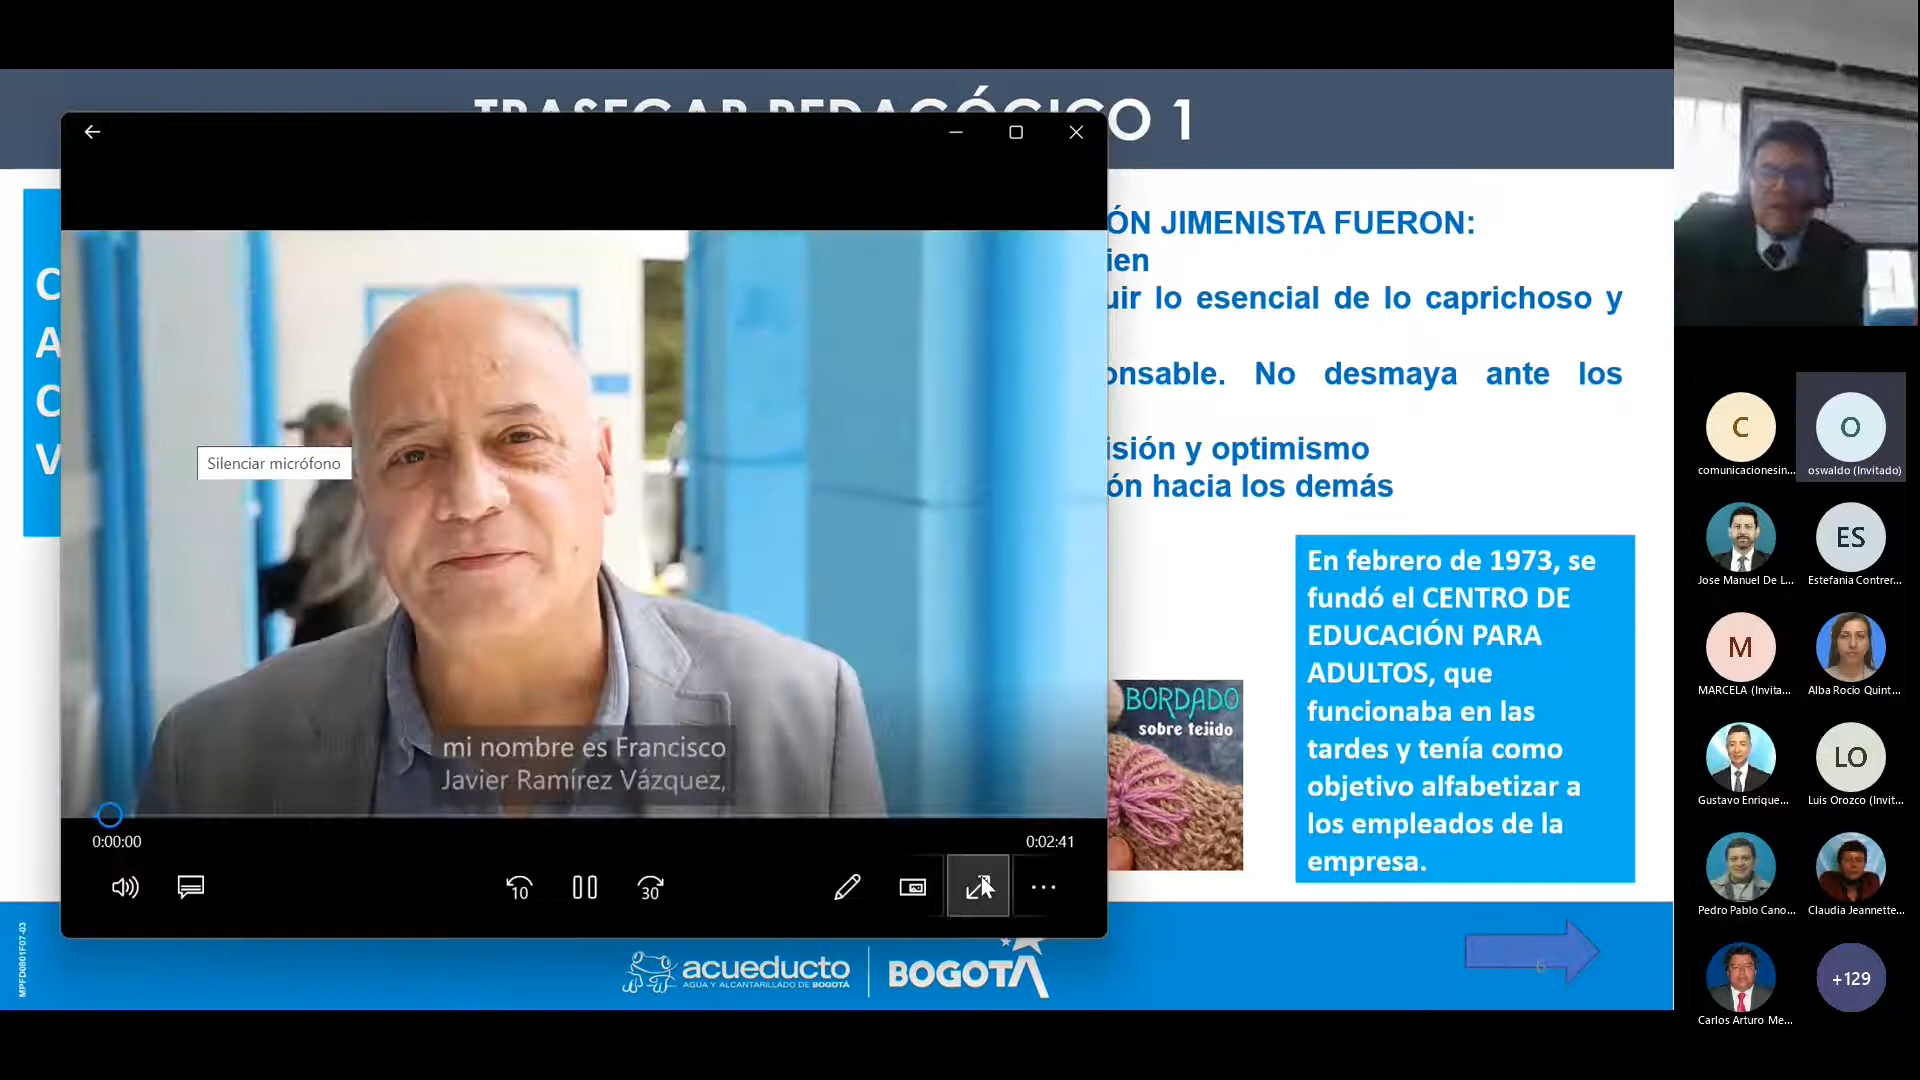 O 1
Silenciar micrófono
mi nombre es Francisco
Javier Ramírez Vázquez,
0:00:00
0:02:41
10
30
C
A
C
V
ÓN JIMENISTA FUERON:
ien
uir lo esencial de lo caprichoso y
onsable. No desmaya ante los
isión y optimismo
ón hacia los demás
BORDADO
sobre tejido
En febrero de 1973, se
fundó el CENTRO DE
EDUCACIÓN PARA
ADULTOS, que
funcionaba en las
tardes y tenía como
objetivo alfabetizar a
los empleados de la
empresa.
MPFD0801F07-03
acueducto
AGUA Y ALCANTARILLADO DE BOGOTÁ
BOGOTÁ
6
C
comunicacionesin...
O
oswaldo (Invitado)
Jose Manuel De L...
ES
Estefania Contrer...
M
MARCELA (Invita...
Alba Rocio Quint...
Gustavo Enrique...
LO
Luis Orozco (Invit...
Pedro Pablo Cano...
Claudia Jeannette...
Carlos Arturo Me...
+129